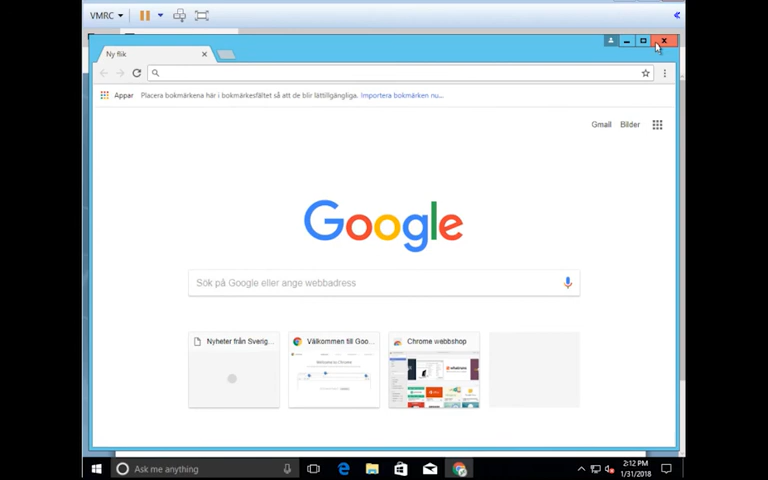 VMRC
Ny flik
Appar Placera bokmärkena här i bokmärkesfältet så att de blir lättillgängliga. Importera bokmärken nu...
Gmail Bilder
Google
Sök på Google eller ange webbadress
Nyheter från Sverig... Välkommen till Goo... Chrome webbshop
Ask me anything
2:12 PM
1/31/2018